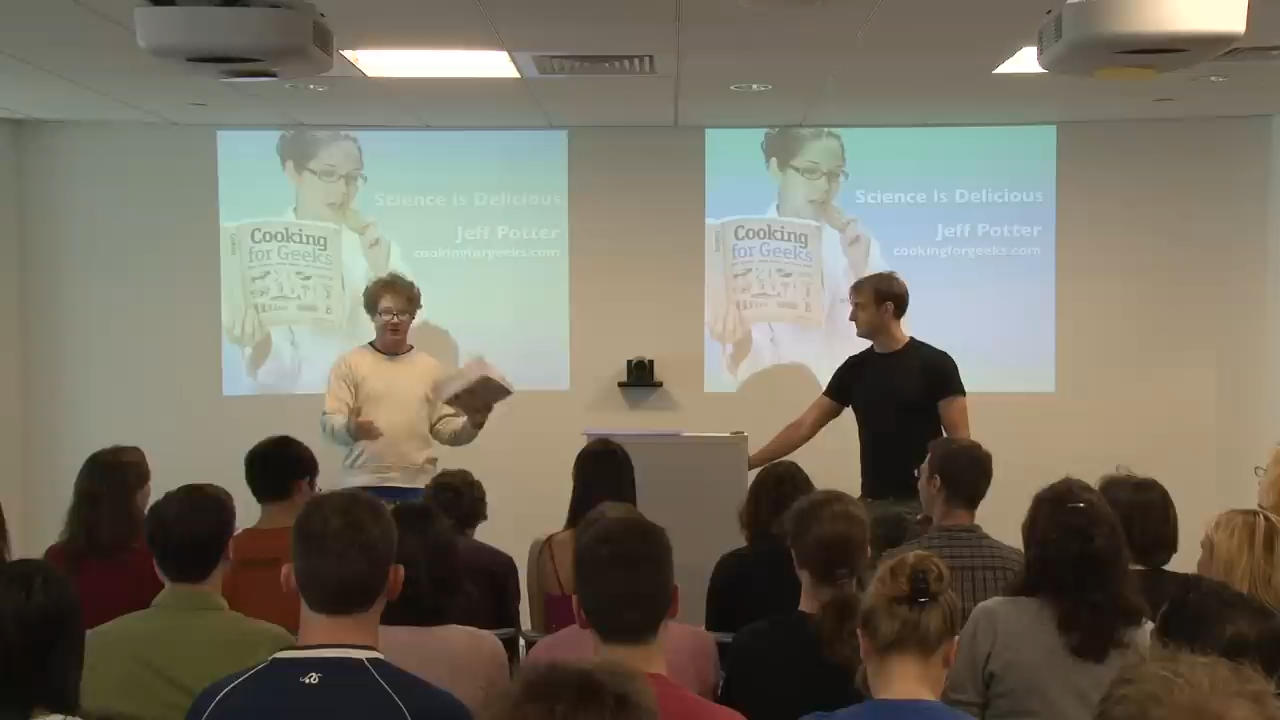 Science is Delicious
Jeff Potter
cookingforgeeks.com
Cooking
for Geeks
Science is Delicious
Jeff Potter
cookingforgeeks.com
Cooking
for Geeks